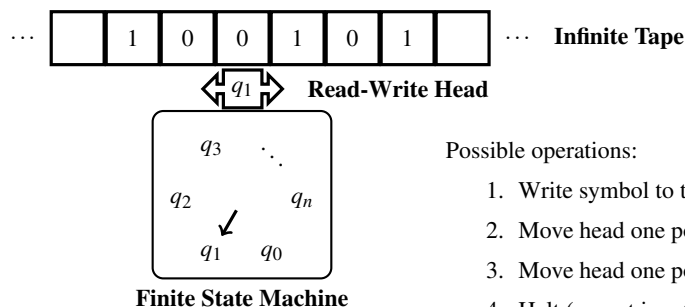 ··· 1 0 0 1 0 1 ··· Infinite Tape
q1 Read-Write Head
q3 ⋱
q2 qn
q1 q0
Finite State Machine
Possible operations:
1. Write symbol to
2. Move head one
3. Move head one
4. Halt